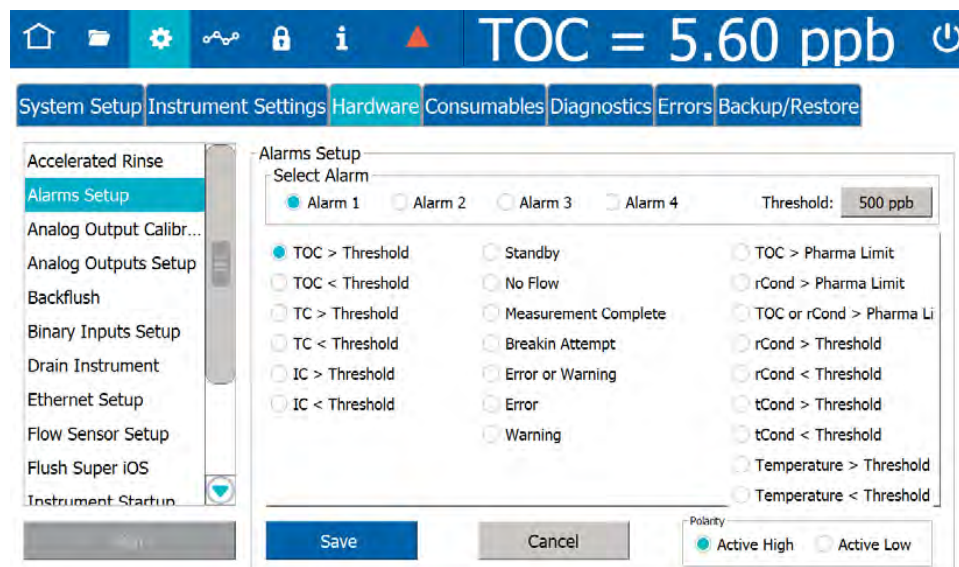 TOC = 5.60 ppb
System Setup Instrument Settings Hardware Consumables Diagnostics Errors Backup/Restore
Accelerated Rinse
Alarms Setup
Analog Output Calibr...
Analog Outputs Setup
Backflush
Binary Inputs Setup
Drain Instrument
Ethernet Setup
Flow Sensor Setup
Flush Super iOS
Instrument Startup
Alarms Setup
Select Alarm
Alarm 1 Alarm 2 Alarm 3 Alarm 4 Threshold: 500 ppb
TOC > Threshold
TOC < Threshold
TC > Threshold
TC < Threshold
IC > Threshold
IC < Threshold
Standby
No Flow
Measurement Complete
Breakin Attempt
Error or Warning
Error
Warning
TOC > Pharma Limit
rCond > Pharma Limit
TOC or rCond > Pharma Li
rCond > Threshold
rCond < Threshold
tCond > Threshold
tCond < Threshold
Temperature > Threshold
Temperature < Threshold
Save Cancel
Polarity
Active High Active Low